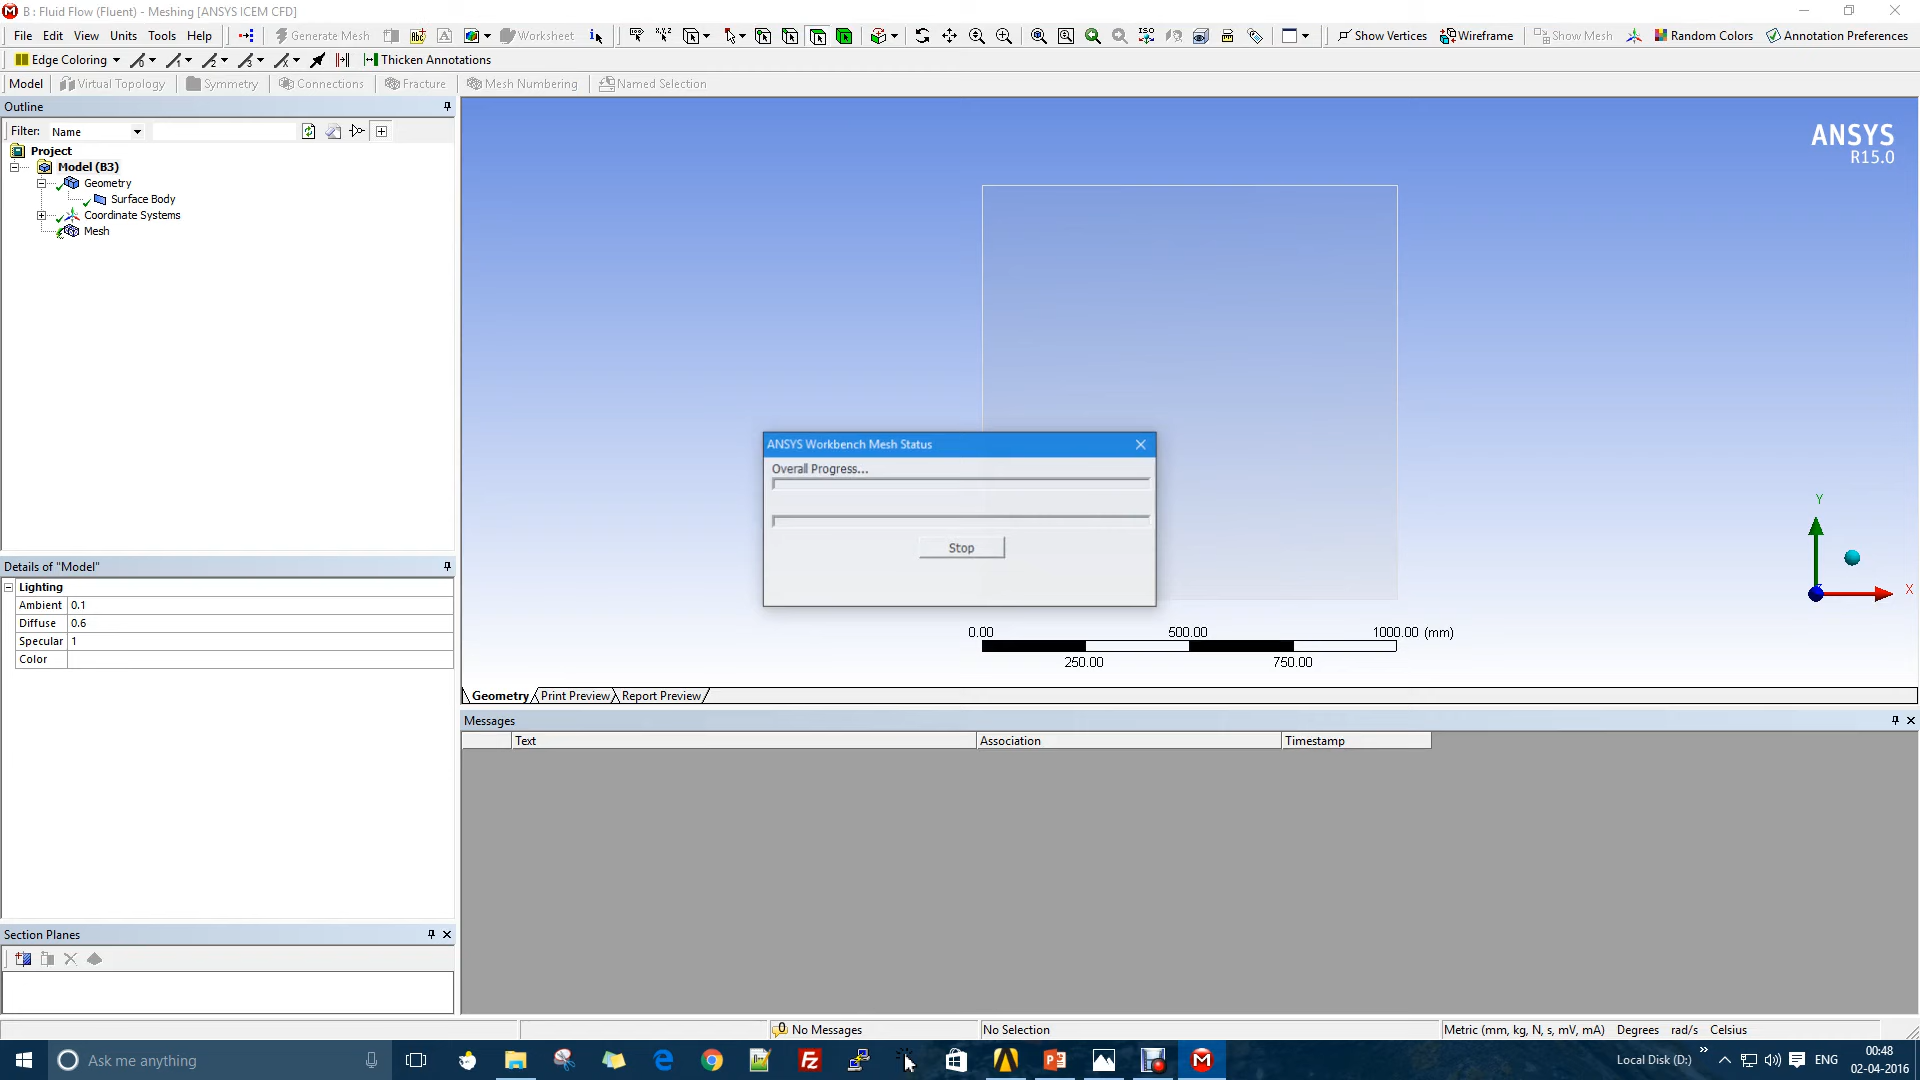 B : Fluid Flow (Fluent) - Meshing [ANSYS ICEM CFD]
File Edit View Units Tools Help Generate Mesh Worksheet Show Vertices Wireframe Show Mesh Random Colors Annotation Preferences
Edge Coloring Thicken Annotations
Model Virtual Topology Symmetry Connections Fracture Mesh Numbering Named Selection
Outline
Filter: Name
Project
Model (B3)
Geometry
Surface Body
Coordinate Systems
Mesh
ANSYS
R15.0
ANSYS Workbench Mesh Status
Overall Progress...
Stop
Y
X
0.00 500.00 1000.00 (mm)
250.00 750.00
Geometry Print Preview Report Preview
Details of "Model"
Lighting
Ambient 0.1
Diffuse 0.6
Specular 1
Color
Messages
Text Association Timestamp
Section Planes
0 No Messages No Selection Metric (mm, kg, N, s, mV, mA) Degrees rad/s Celsius
Ask me anything
Local Disk (D:) ENG
00:48
02-04-2016